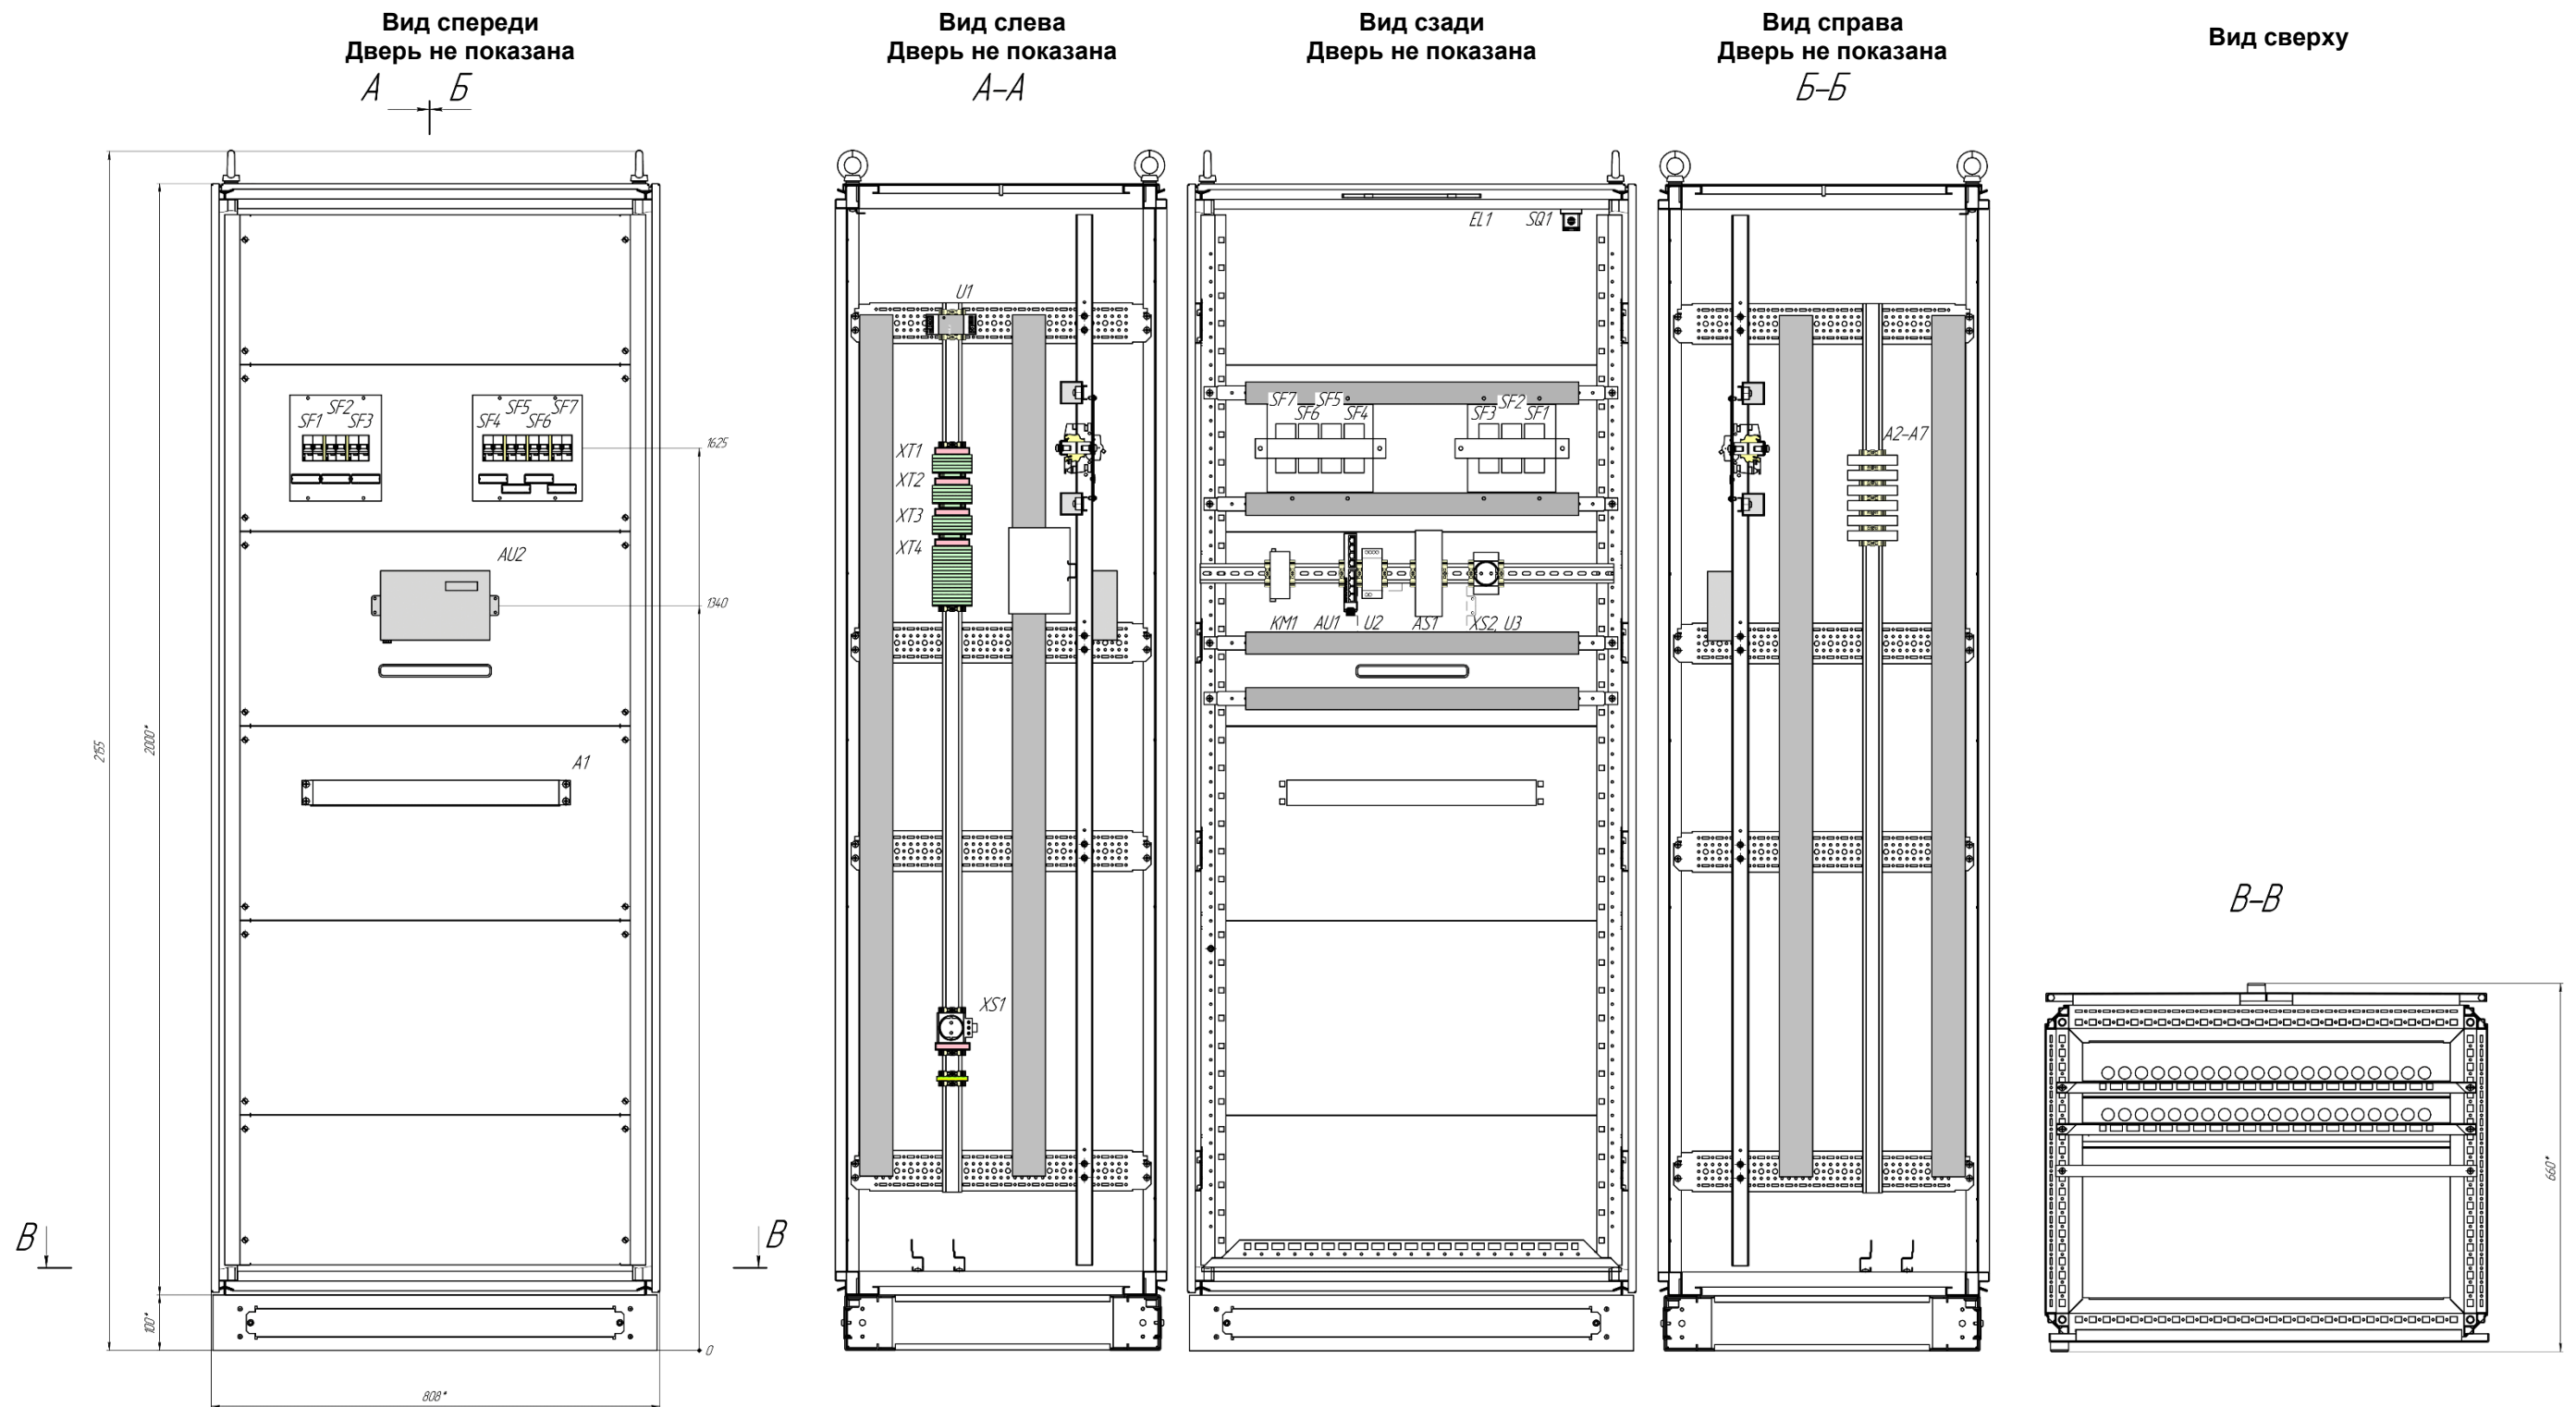 Вид спереди
Дверь не показана
А Б
Вид слева
Дверь не показана
А–А
Вид сзади
Дверь не показана
Вид справа
Дверь не показана
Б–Б
Вид сверху
SF1 SF2 SF3
SF4 SF5 SF6 SF7
AU2
A1
1625
1340
0
2155
2000*
100*
808*
В В
U1
XT1
XT2
XT3
XT4
XS1
EL1 SQ1
SF7 SF6 SF5 SF4
SF3 SF2 SF1
KM1 AU1 U2 AS1 XS2, U3
A2–A7
В–В
660*